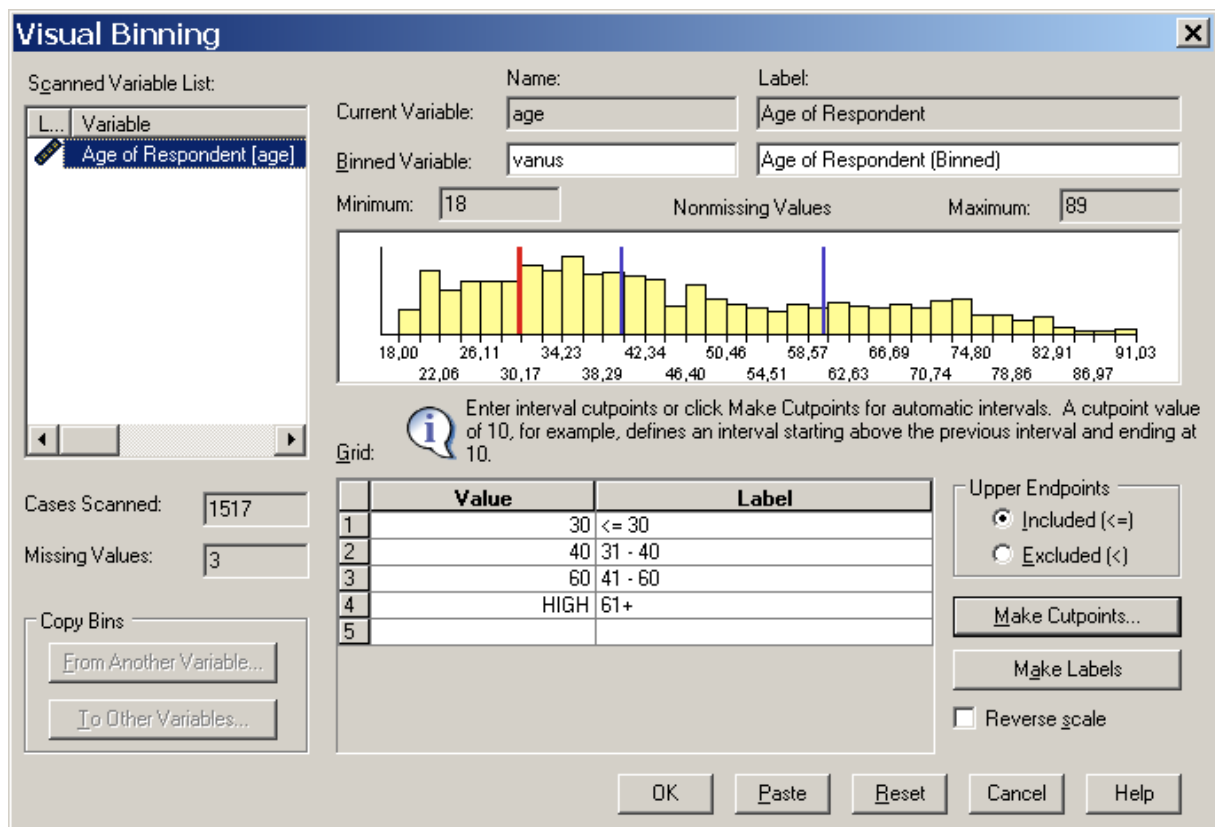 Visual Binning
Scanned Variable List:
L... Variable
Age of Respondent [age]
Name: Label:
Current Variable: age Age of Respondent
Binned Variable: vanus Age of Respondent (Binned)
Minimum: 18 Nonmissing Values Maximum: 89
18,00 26,11 34,23 42,34 50,46 58,57 66,69 74,80 82,91 91,03
22,06 30,17 38,29 46,40 54,51 62,63 70,74 78,86 86,97
Enter interval cutpoints or click Make Cutpoints for automatic intervals. A cutpoint value
of 10, for example, defines an interval starting above the previous interval and ending at
10.
Grid:
Value Label
1 30 <= 30
2 40 31 - 40
3 60 41 - 60
4 HIGH 61+
5
Upper Endpoints
Included (<=)
Excluded (<)
Make Cutpoints...
Make Labels
Reverse scale
Cases Scanned: 1517
Missing Values: 3
Copy Bins
From Another Variable...
To Other Variables...
OK Paste Reset Cancel Help